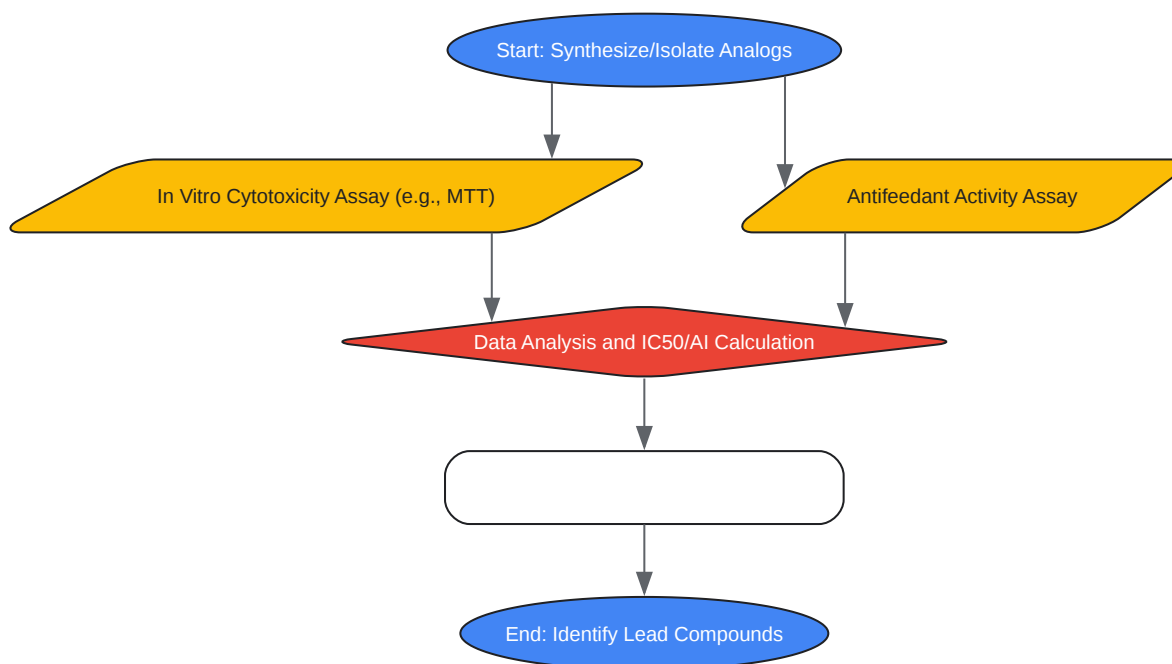 Start: Synthesize/Isolate Analogs
In Vitro Cytotoxicity Assay (e.g., MTT)
Antifeedant Activity Assay
Data Analysis and IC50/AI Calculation
End: Identify Lead Compounds